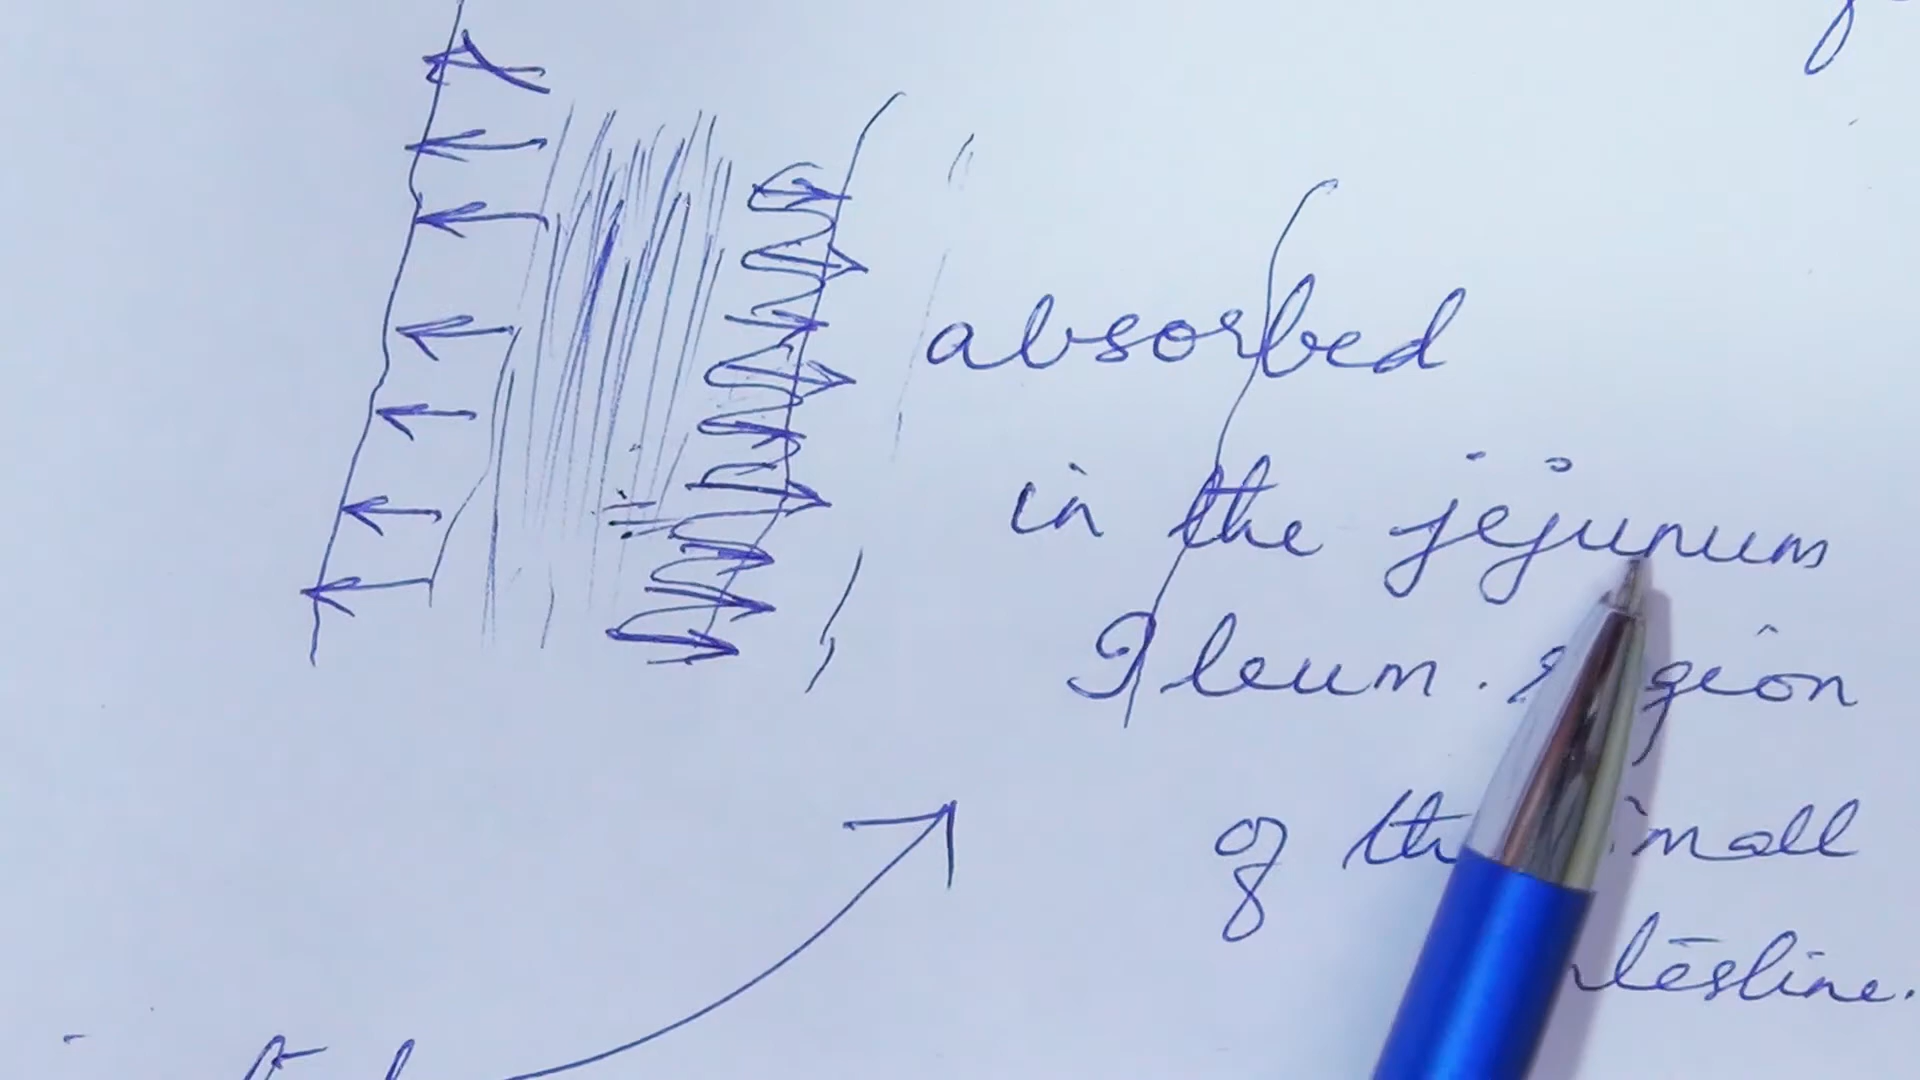 absorbed
in the jejunum
Ileum. region
of the small
intestine.